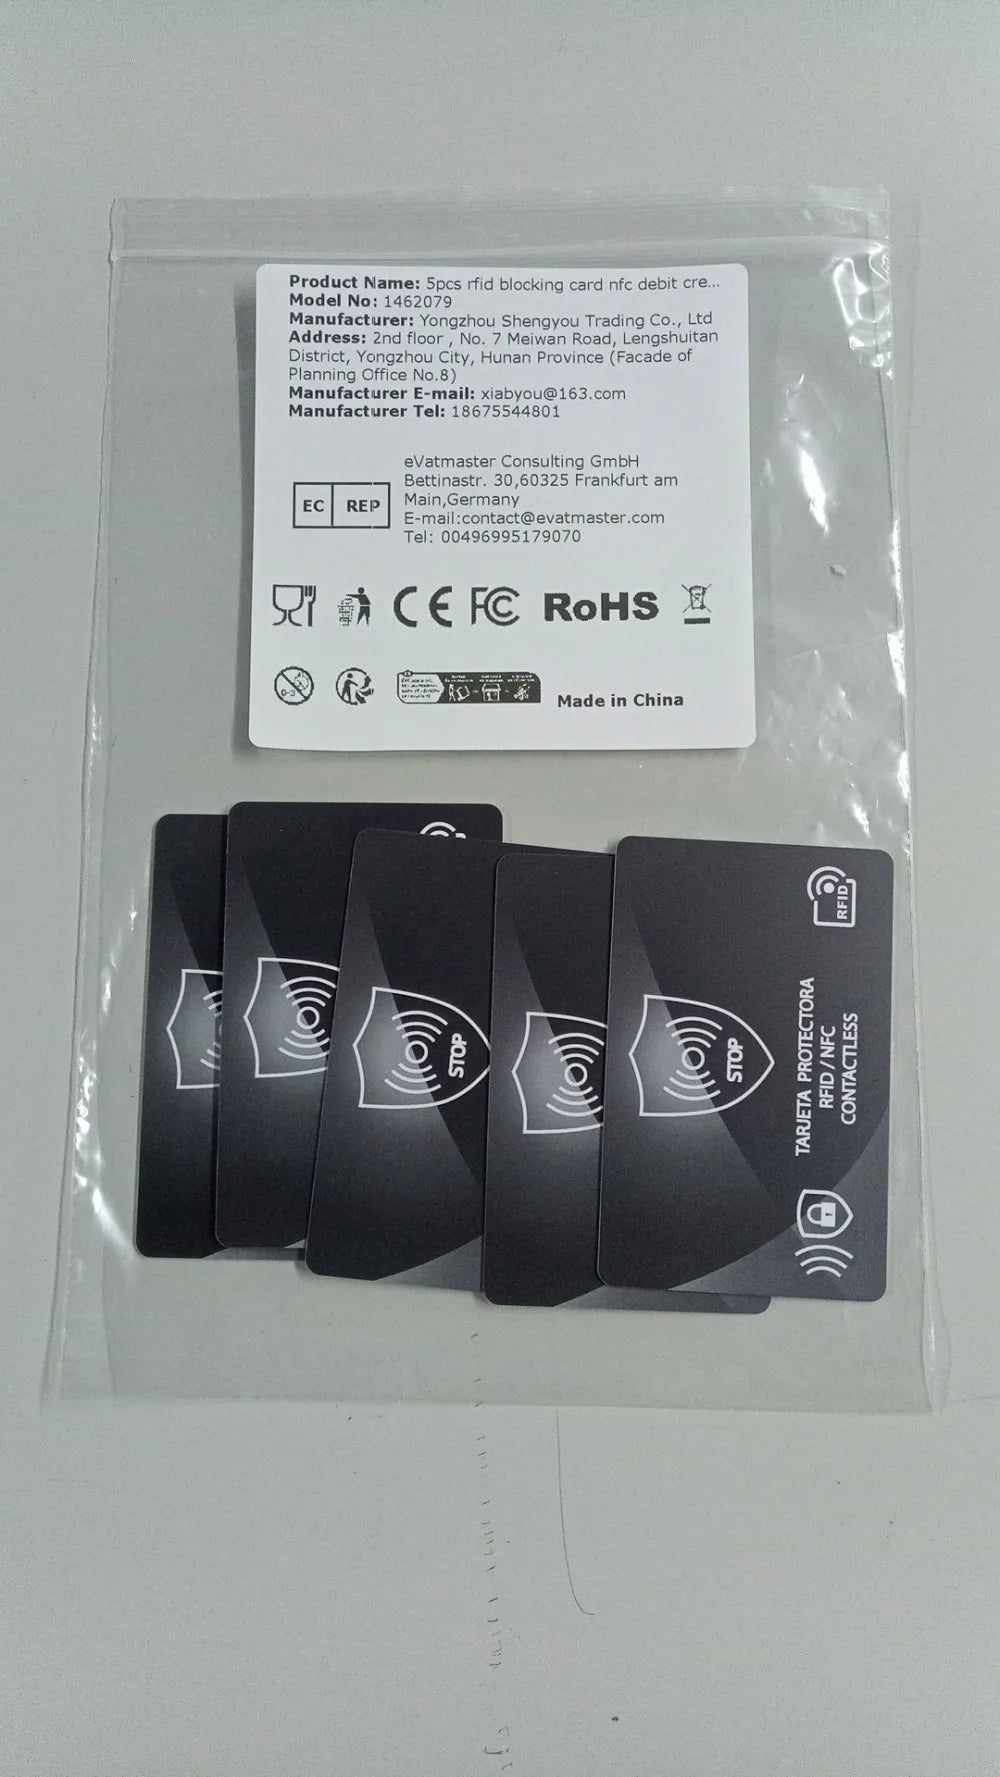 Product Name: 5pcs rfid blocking card nfc debit cre...
Model No: 1462079
Manufacturer: Yongzhou Shengyou Trading Co., Ltd
Address: 2nd floor , No. 7 Meiwan Road, Lengshuitan
District, Yongzhou City, Hunan Province (Facade of
Planning Office No.8)
Manufacturer E-mail: xiabyou@163.com
Manufacturer Tel: 18675544801
eVatmaster Consulting GmbH
Bettinastr. 30,60325 Frankfurt am
Main,Germany
E-mail:contact@evatmaster.com
Tel: 00496995179070
EC REP
CE FC RoHS
0-3
Made in China
STOP
STOP
RFID
TARJETA PROTECTORA
RFID / NFC
CONTACTLESS